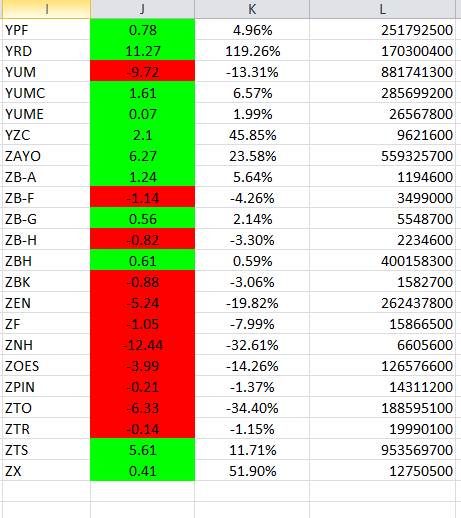 I J K L
YPF 0.78 4.96% 251792500
YRD 11.27 119.26% 170300400
YUM -9.72 -13.31% 881741300
YUMC 1.61 6.57% 285699200
YUME 0.07 1.99% 26567800
YZC 2.1 45.85% 9621600
ZAYO 6.27 23.58% 559325700
ZB-A 1.24 5.64% 1194600
ZB-F -1.14 -4.26% 3499000
ZB-G 0.56 2.14% 5548700
ZB-H -0.82 -3.30% 2234600
ZBH 0.61 0.59% 400158300
ZBK -0.88 -3.06% 1582700
ZEN -5.24 -19.82% 262437800
ZF -1.05 -7.99% 15866500
ZNH -12.44 -32.61% 6605600
ZOES -3.99 -14.26% 126576600
ZPIN -0.21 -1.37% 14311200
ZTO -6.33 -34.40% 188595100
ZTR -0.14 -1.15% 19990100
ZTS 5.61 11.71% 953569700
ZX 0.41 51.90% 12750500